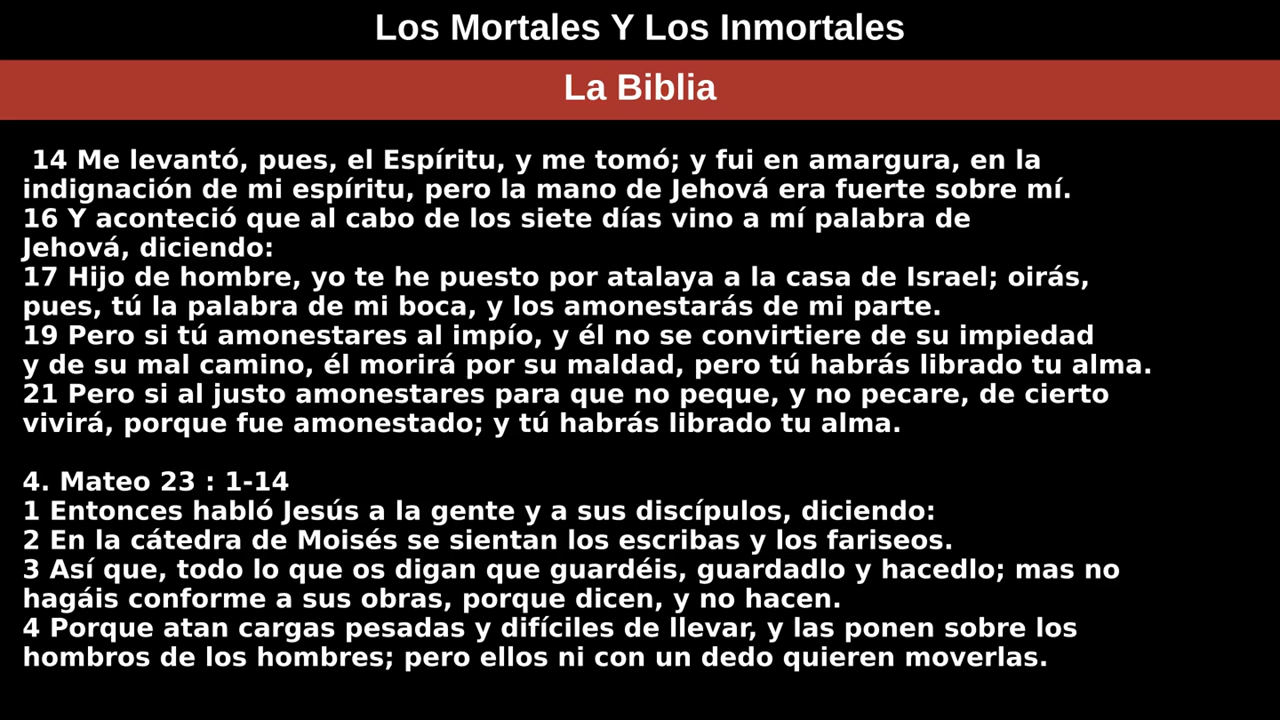 Los Mortales Y Los Inmortales
La Biblia
14 Me levantó, pues, el Espíritu, y me tomó; y fui en amargura, en la
indignación de mi espíritu, pero la mano de Jehová era fuerte sobre mí.
16 Y aconteció que al cabo de los siete días vino a mí palabra de
Jehová, diciendo:
17 Hijo de hombre, yo te he puesto por atalaya a la casa de Israel; oirás,
pues, tú la palabra de mi boca, y los amonestarás de mi parte.
19 Pero si tú amonestares al impío, y él no se convirtiere de su impiedad
y de su mal camino, él morirá por su maldad, pero tú habrás librado tu alma.
21 Pero si al justo amonestares para que no peque, y no pecare, de cierto
vivirá, porque fue amonestado; y tú habrás librado tu alma.
4. Mateo 23 : 1-14
1 Entonces habló Jesús a la gente y a sus discípulos, diciendo:
2 En la cátedra de Moisés se sientan los escribas y los fariseos.
3 Así que, todo lo que os digan que guardéis, guardadlo y hacedlo; mas no
hagáis conforme a sus obras, porque dicen, y no hacen.
4 Porque atan cargas pesadas y difíciles de llevar, y las ponen sobre los
hombros de los hombres; pero ellos ni con un dedo quieren moverlas.